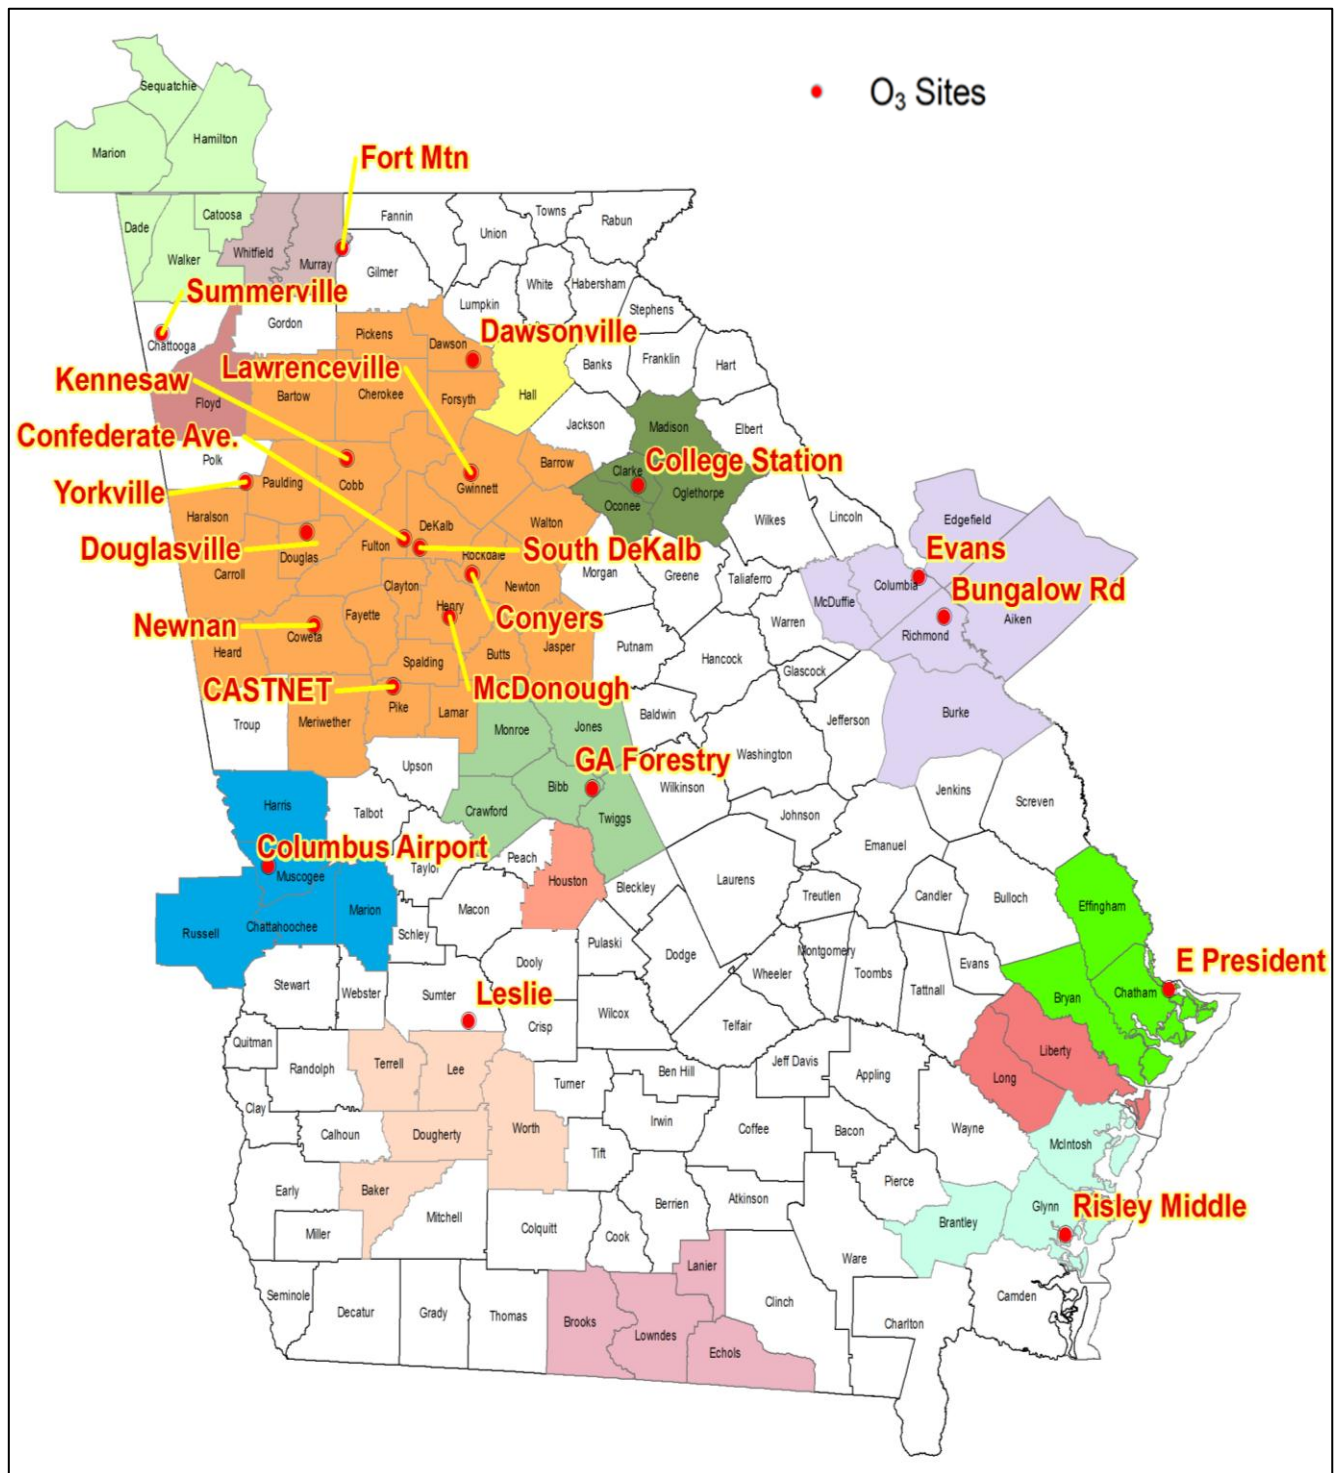 O₃ Sites
Sequatchie
Hamilton
Marion
Fort Mtn
Dade
Catoosa
Walker
Whitfield
Murray
Fannin
Gilmer
Union
Towns
Rabun
White
Habersham
Lumpkin
Stephens
Summerville
Chattooga
Gordon
Pickens
Dawson
Dawsonville
Banks
Franklin
Hart
Kennesaw
Lawrenceville
Floyd
Bartow
Cherokee
Forsyth
Hall
Confederate Ave.
Jackson
Madison
Elbert
Polk
Yorkville
Paulding
Cobb
Gwinnett
Barrow
Clarke
College Station
Oconee
Oglethorpe
Haralson
Douglasville
Douglas
Fulton
DeKalb
South DeKalb
Rockdale
Walton
Wilkes
Lincoln
Edgefield
Evans
Carroll
Clayton
Newton
Morgan
Greene
Taliaferro
McDuffie
Columbia
Bungalow Rd
Aiken
Richmond
Newnan
Coweta
Fayette
Henry
Conyers
Heard
Spalding
Butts
Jasper
Putnam
Hancock
Warren
Glascock
CASTNET
McDonough
Troup
Meriwether
Pike
Lamar
Monroe
Jones
Baldwin
Washington
Jefferson
Burke
Upson
GA Forestry
Bibb
Wilkinson
Crawford
Twiggs
Johnson
Jenkins
Screven
Harris
Talbot
Columbus Airport
Taylor
Peach
Houston
Bleckley
Laurens
Emanuel
Treutlen
Candler
Bulloch
Effingham
Muscogee
Marion
Macon
Russell
Chattahoochee
Schley
Dooly
Pulaski
Dodge
Wheeler
Montgomery
Toombs
Tattnall
Evans
E President
Bryan
Chatham
Stewart
Webster
Sumter
Leslie
Crisp
Wilcox
Telfair
Quitman
Randolph
Terrell
Lee
Turner
Ben Hill
Jeff Davis
Appling
Long
Liberty
Clay
Calhoun
Dougherty
Worth
Tift
Irwin
Coffee
Bacon
Wayne
McIntosh
Early
Baker
Mitchell
Miller
Colquitt
Cook
Berrien
Atkinson
Pierce
Brantley
Glynn
Risley Middle
Ware
Lanier
Clinch
Camden
Charlton
Seminole
Decatur
Grady
Thomas
Brooks
Lowndes
Echols